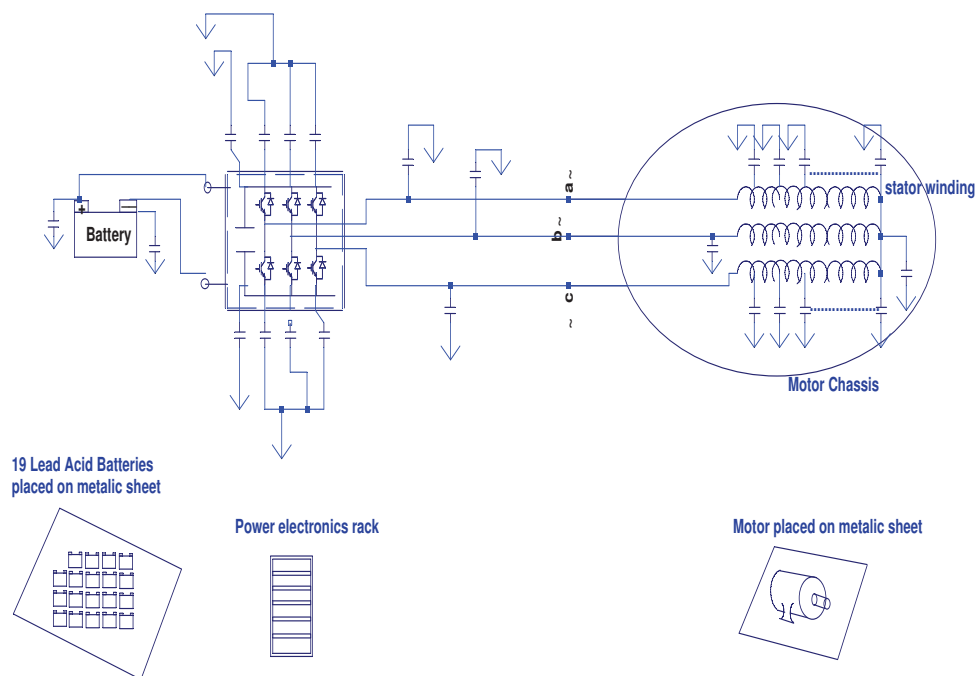 a ~
stator winding
+
Battery
b ~
c ~
Motor Chassis
19 Lead Acid Batteries
placed on metalic sheet
Power electronics rack
Motor placed on metalic sheet